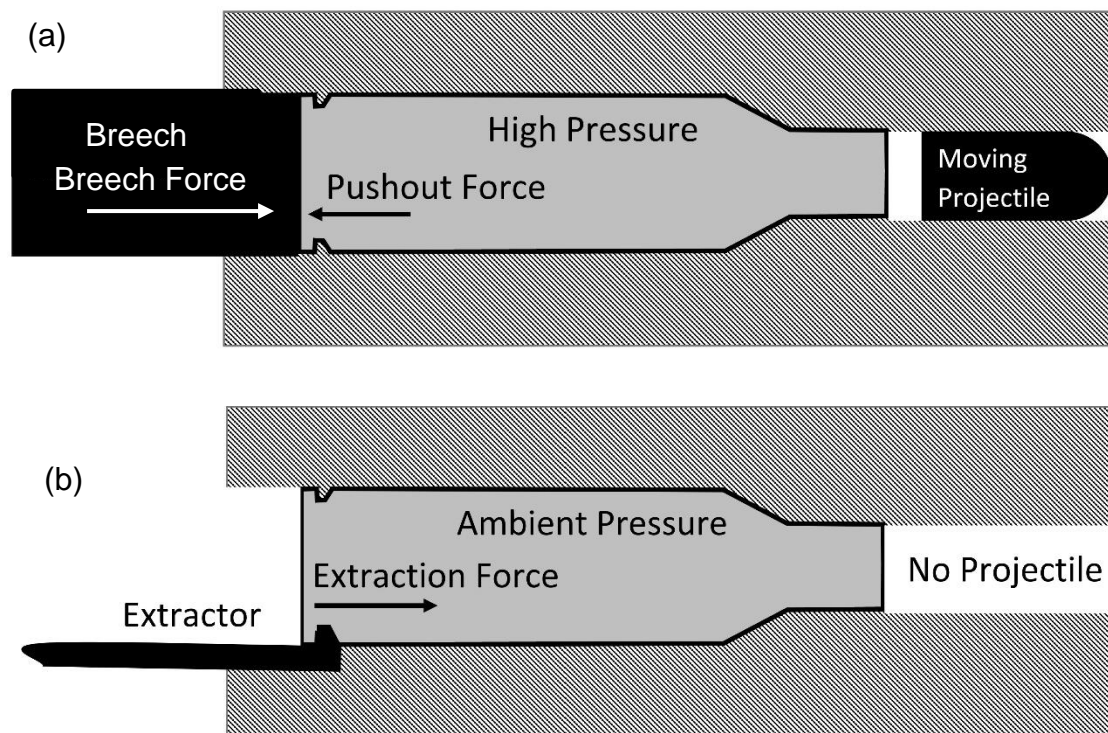 (a)
Breech
Breech Force
High Pressure
Pushout Force
Moving
Projectile
(b)
Ambient Pressure
Extraction Force
No Projectile
Extractor